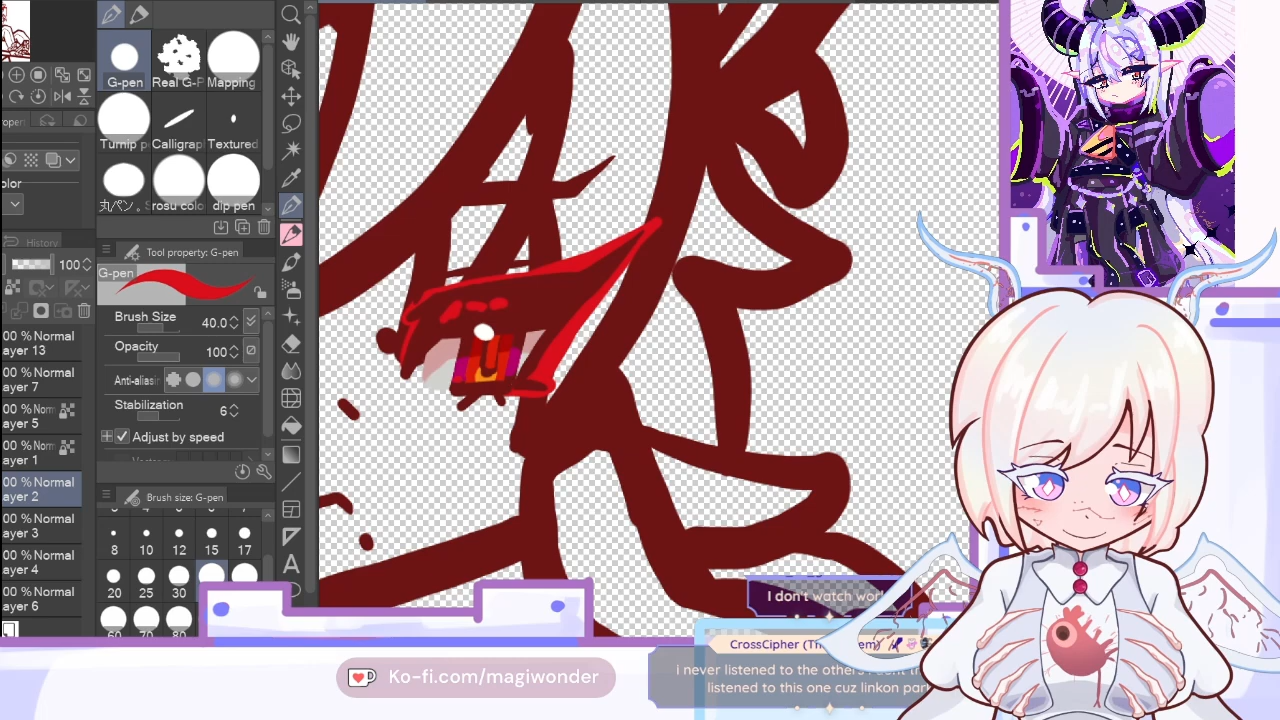 G-pen
Real G-P
Mapping
Turnip p
Calligrap
Textured
丸ペン。
rosu colo
dip pen
oper
olor
History
100
Tool property: G-pen
G-pen
Brush Size
40.0
Opacity
100
Anti-aliasi
Stabilization
6
Adjust by speed
Brush size: G-pen
8
10
12
15
17
20
25
30
60
70
80
00 % Normal
ayer 13
00 % Normal
ayer 7
00 % Norm
ayer 5
00 % Norm
ayer 1
00 % Normal
ayer 2
00 % Normal
ayer 3
00 % Normal
ayer 4
00 % Normal
ayer 6
A
Ko-fi.com/magiwonder
I don't watch
CrossCipher
i never listened to the others
listened to this one cuz linkon park